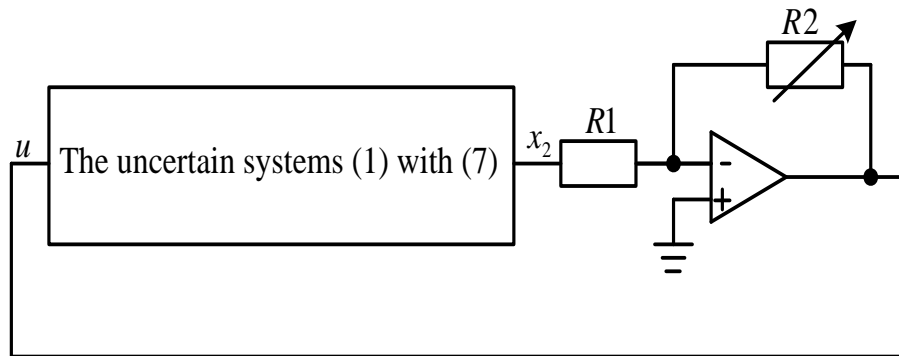 R2
R1
u
The uncertain systems (1) with (7)
x₂
-
+